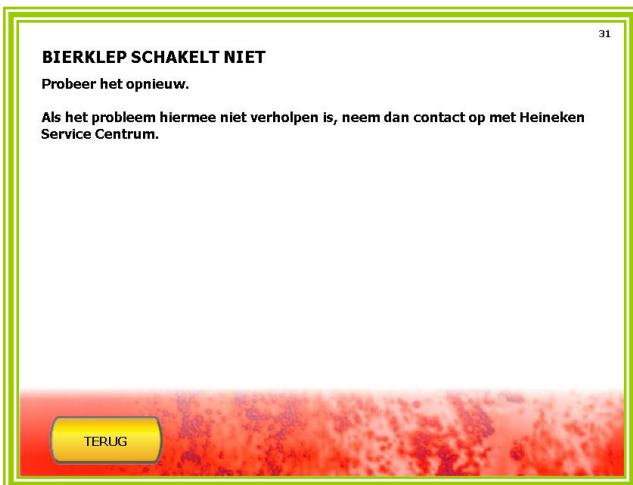 31
BIERKLEP SCHAKELT NIET
Probeer het opnieuw.
Als het probleem hiermee niet verholpen is, neem dan contact op met Heineken
Service Centrum.
TERUG